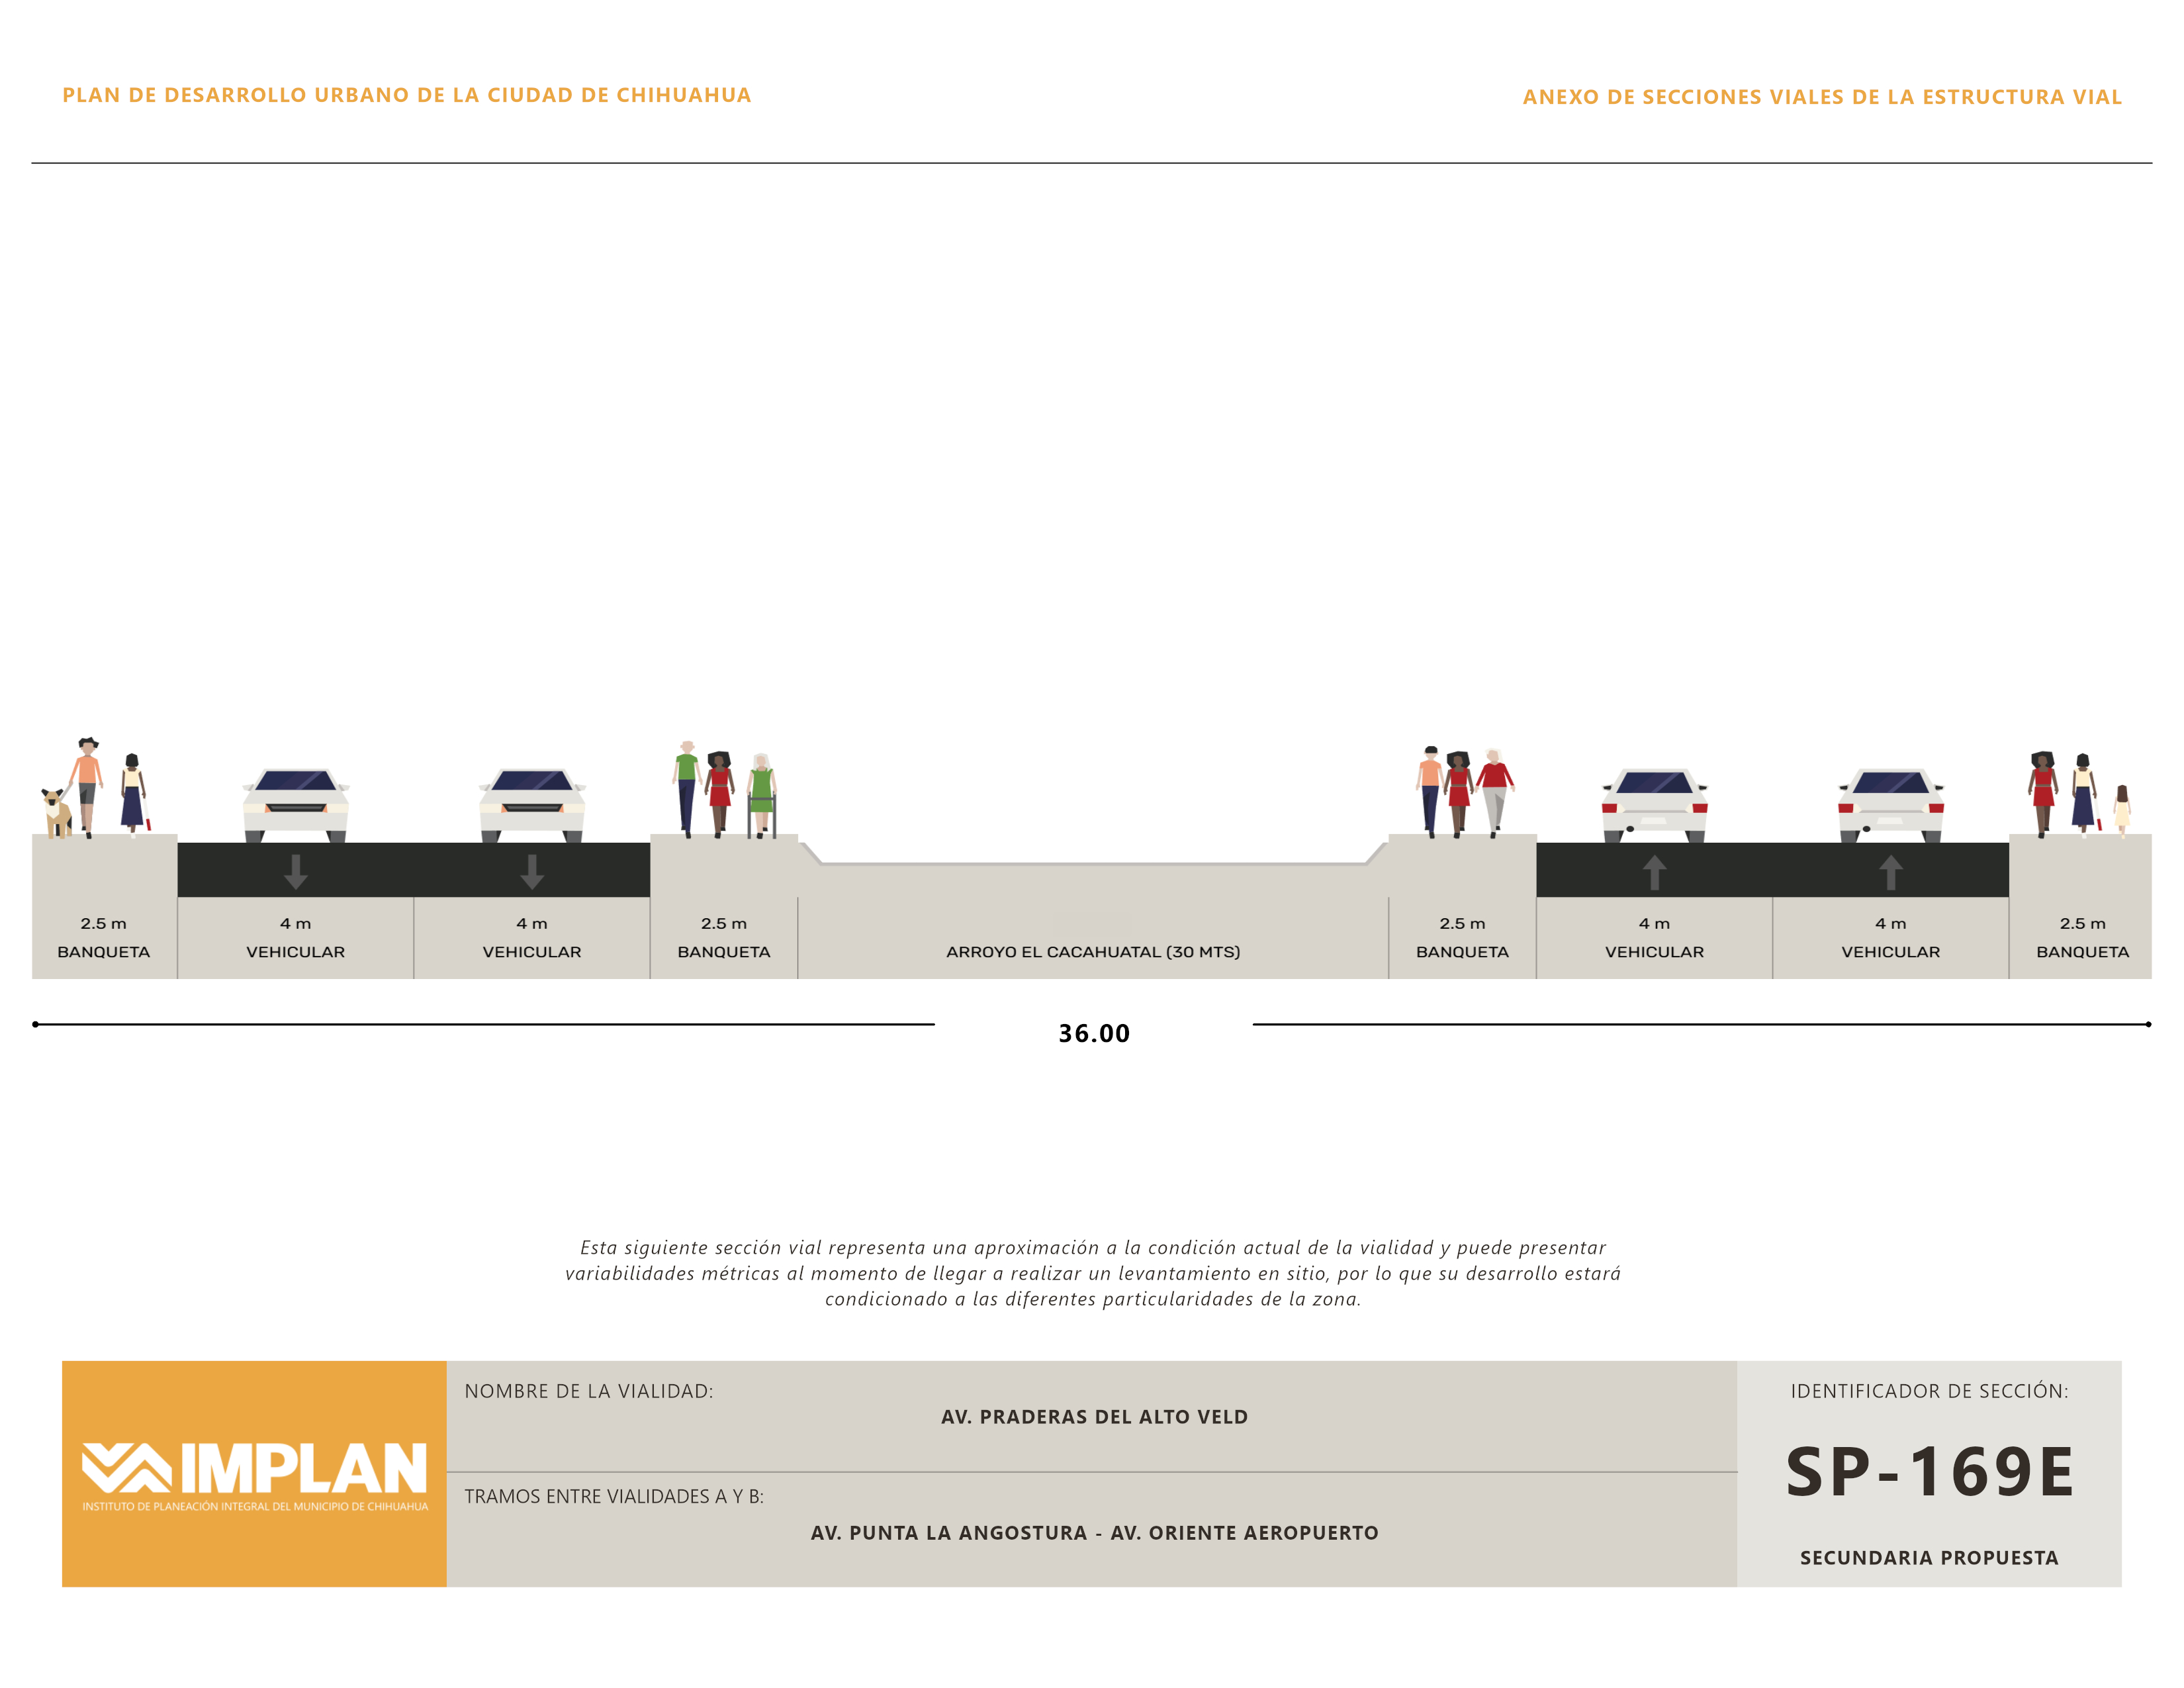 PLAN DE DESARROLLO URBANO DE LA CIUDAD DE CHIHUAHUA
ANEXO DE SECCIONES VIALES DE LA ESTRUCTURA VIAL
2.5 m
BANQUETA
4 m
VEHICULAR
4 m
VEHICULAR
2.5 m
BANQUETA
ARROYO EL CACAHUATAL (30 MTS)
2.5 m
BANQUETA
4 m
VEHICULAR
4 m
VEHICULAR
2.5 m
BANQUETA
36.00
Esta siguiente sección vial representa una aproximación a la condición actual de la vialidad y puede presentar
variabilidades métricas al momento de llegar a realizar un levantamiento en sitio, por lo que su desarrollo estará
condicionado a las diferentes particularidades de la zona.
IMPLAN
INSTITUTO DE PLANEACIÓN INTEGRAL DEL MUNICIPIO DE CHIHUAHUA
NOMBRE DE LA VIALIDAD:
AV. PRADERAS DEL ALTO VELD
TRAMOS ENTRE VIALIDADES A Y B:
AV. PUNTA LA ANGOSTURA - AV. ORIENTE AEROPUERTO
IDENTIFICADOR DE SECCIÓN:
SP-169E
SECUNDARIA PROPUESTA